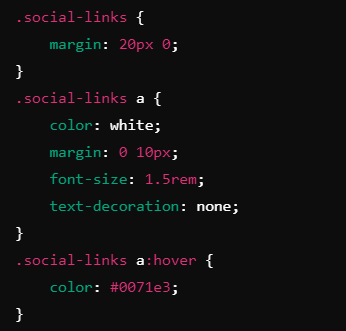 .social-links {
    margin: 20px 0;
}
.social-links a {
    color: white;
    margin: 0 10px;
    font-size: 1.5rem;
    text-decoration: none;
}
.social-links a:hover {
    color: #0071e3;
}